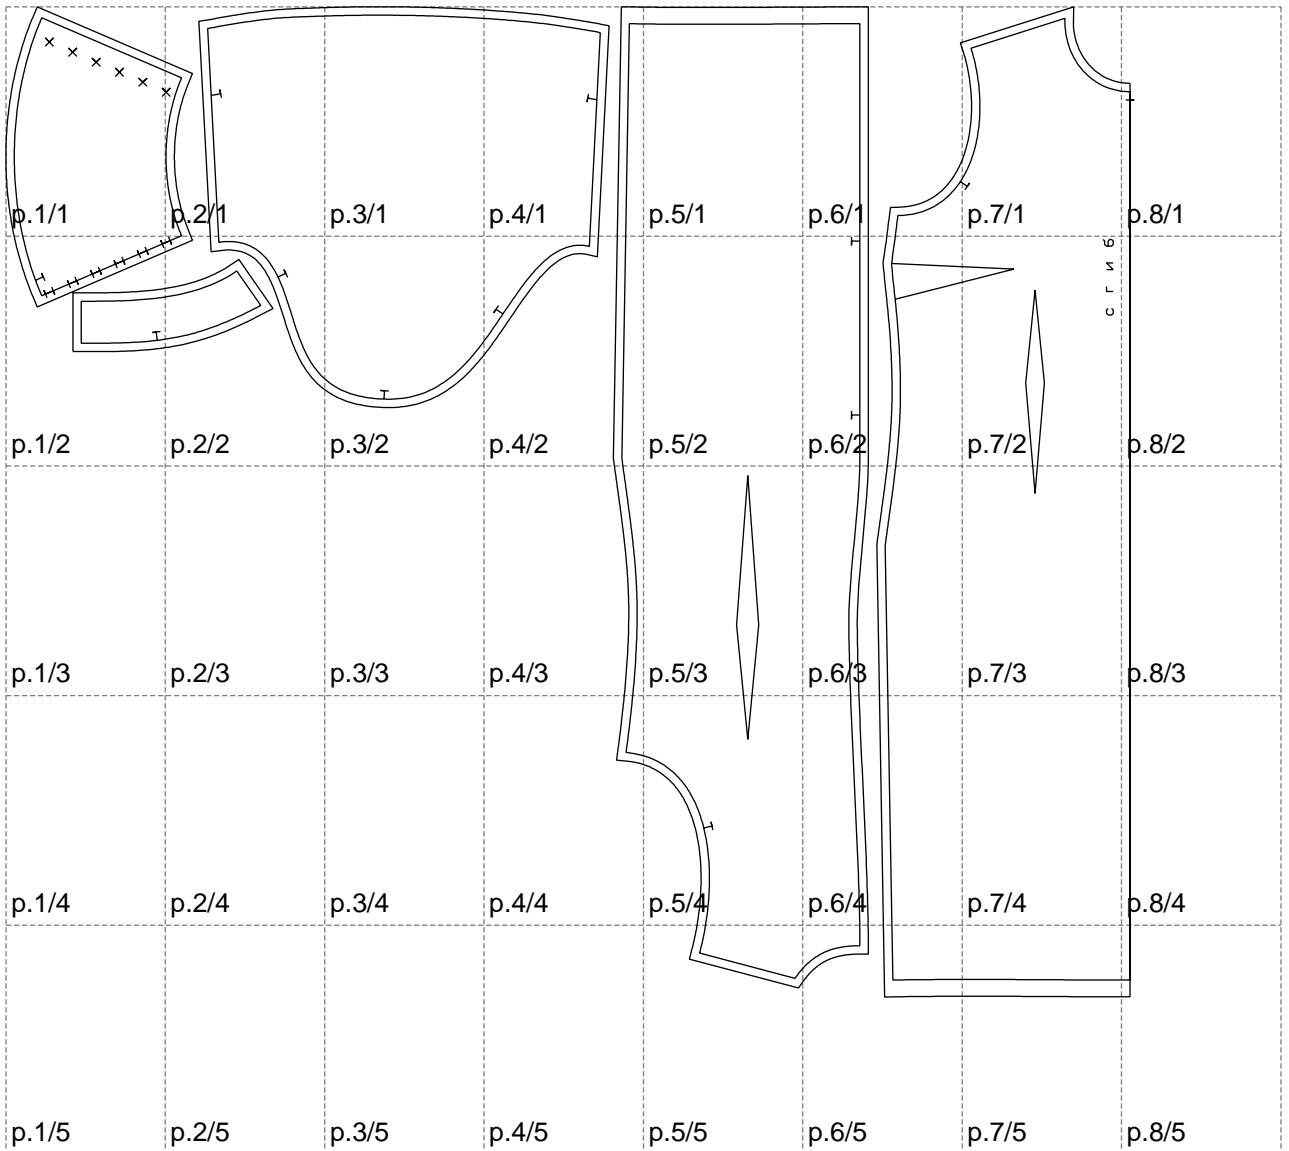 p.1/1 p.2/1 p.3/1 p.4/1 p.5/1 p.6/1 p.7/1 p.8/1
с г и б
p.1/2 p.2/2 p.3/2 p.4/2 p.5/2 p.6/2 p.7/2 p.8/2
p.1/3 p.2/3 p.3/3 p.4/3 p.5/3 p.6/3 p.7/3 p.8/3
p.1/4 p.2/4 p.3/4 p.4/4 p.5/4 p.6/4 p.7/4 p.8/4
p.1/5 p.2/5 p.3/5 p.4/5 p.5/5 p.6/5 p.7/5 p.8/5